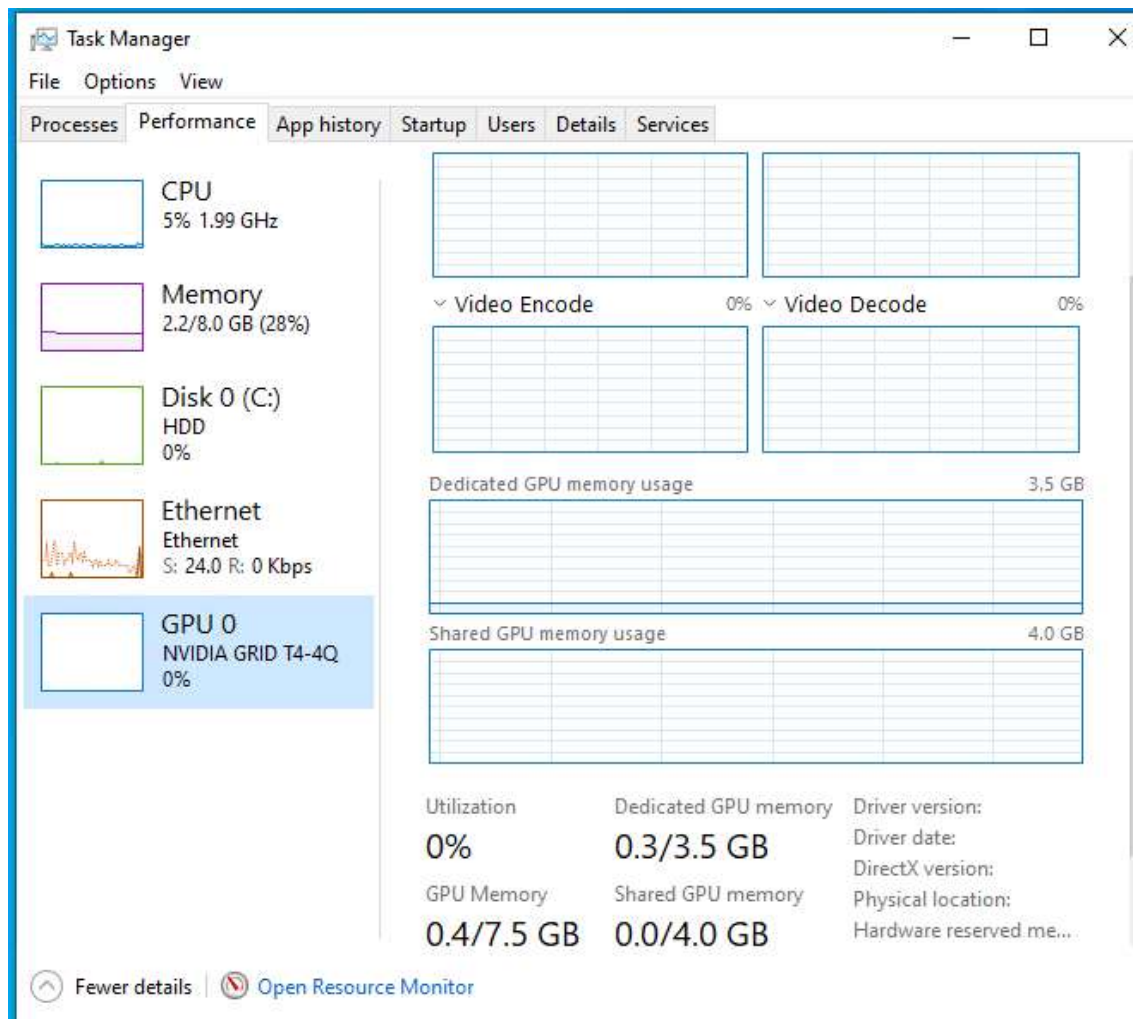 Task Manager
File Options View
Processes Performance App history Startup Users Details Services
CPU
5% 1.99 GHz
Memory
2.2/8.0 GB (28%)
Disk 0 (C:)
HDD
0%
Ethernet
Ethernet
S: 24.0 R: 0 Kbps
GPU 0
NVIDIA GRID T4-4Q
0%
Video Encode 0% Video Decode 0%
Dedicated GPU memory usage 3.5 GB
Shared GPU memory usage 4.0 GB
Utilization Dedicated GPU memory Driver version:
0% 0.3/3.5 GB Driver date:
DirectX version:
GPU Memory Shared GPU memory Physical location:
0.4/7.5 GB 0.0/4.0 GB Hardware reserved me...
Fewer details Open Resource Monitor